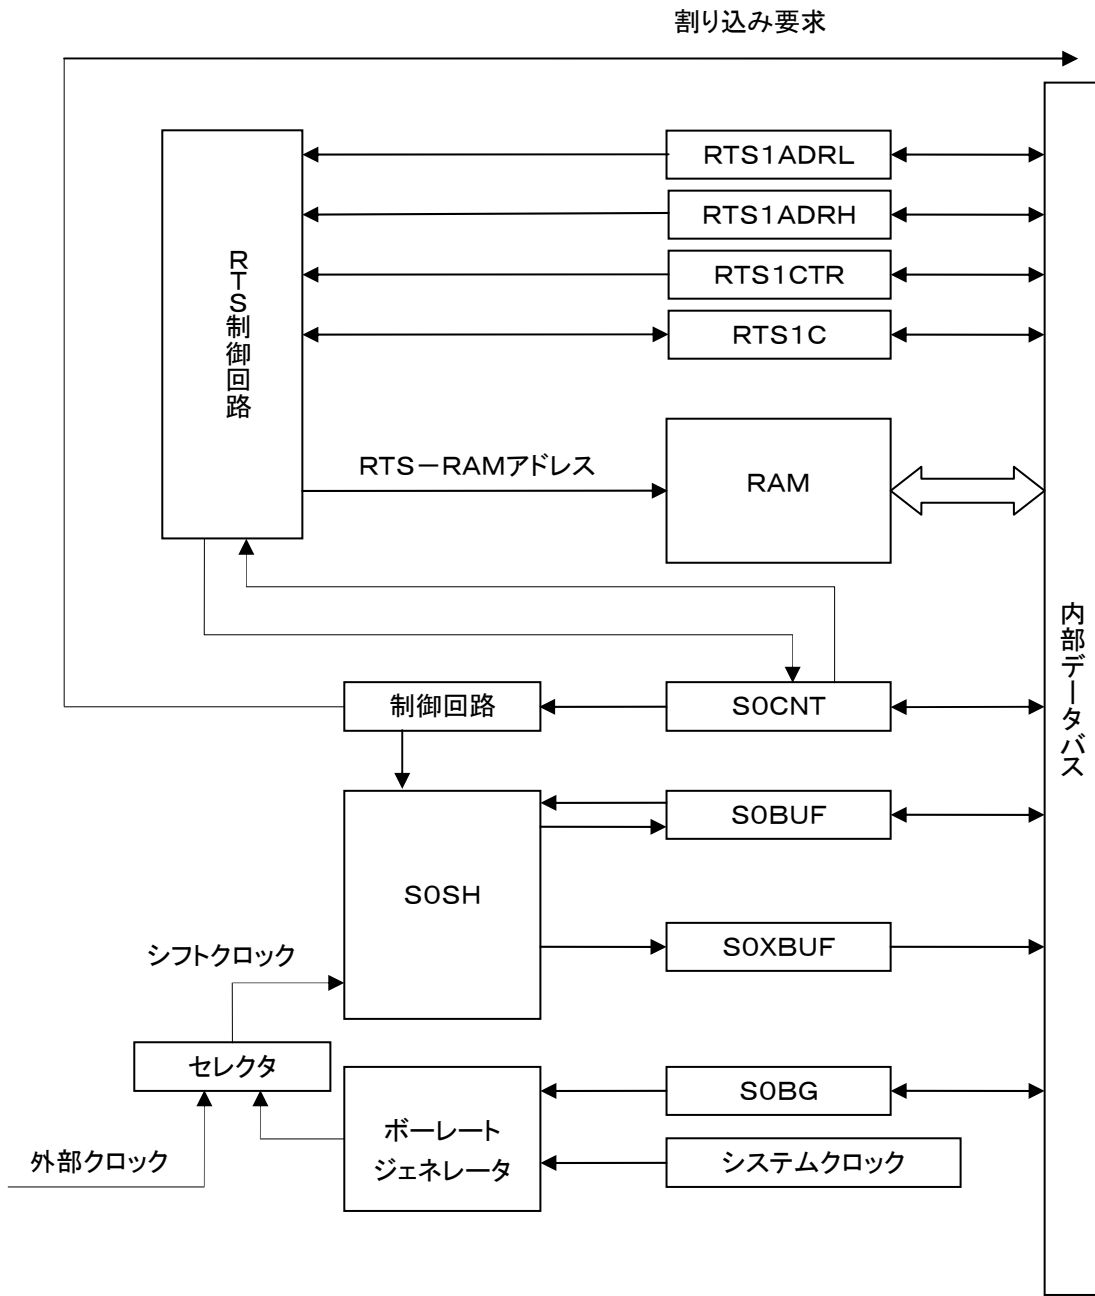 割り込み要求
RTS1ADRL
RTS1ADRH
RTS1CTR
RTS1C
RTS制御回路
RTS－RAMアドレス
RAM
内部データバス
制御回路
S0CNT
S0BUF
S0SH
S0XBUF
シフトクロック
セレクタ
S0BG
ボーレート
ジェネレータ
外部クロック
システムクロック